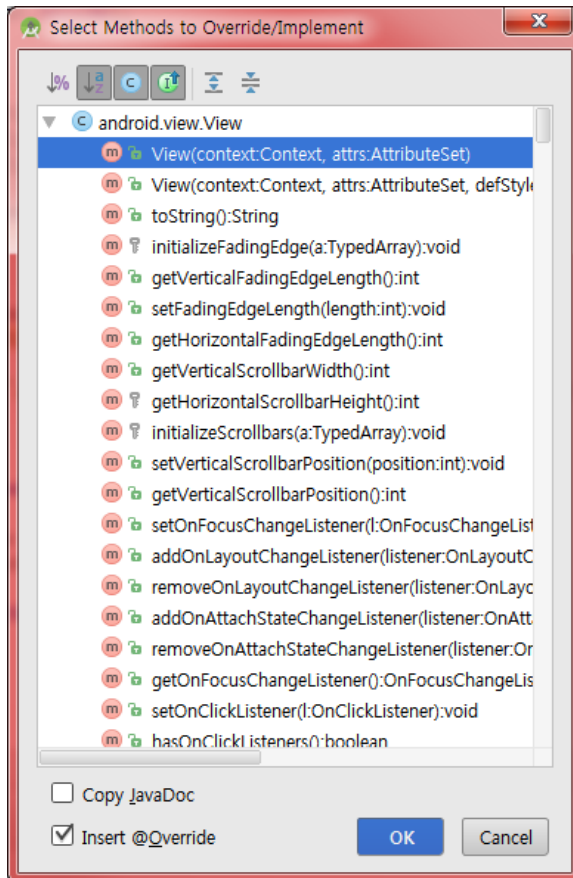 Select Methods to Override/Implement
android.view.View
View(context:Context, attrs:AttributeSet)
View(context:Context, attrs:AttributeSet, defStyle
toString():String
initializeFadingEdge(a:TypedArray):void
getVerticalFadingEdgeLength():int
setFadingEdgeLength(length:int):void
getHorizontalFadingEdgeLength():int
getVerticalScrollbarWidth():int
getHorizontalScrollbarHeight():int
initializeScrollbars(a:TypedArray):void
setVerticalScrollbarPosition(position:int):void
getVerticalScrollbarPosition():int
setOnFocusChangeListener(l:OnFocusChangeList
addOnLayoutChangeListener(listener:OnLayoutC
removeOnLayoutChangeListener(listener:OnLayo
addOnAttachStateChangeListener(listener:OnAtt
removeOnAttachStateChangeListener(listener:Or
getOnFocusChangeListener():OnFocusChangeLis
setOnClickListener(l:OnClickListener):void
hasOnClickListeners():boolean
Copy JavaDoc
Insert @Override
OK Cancel